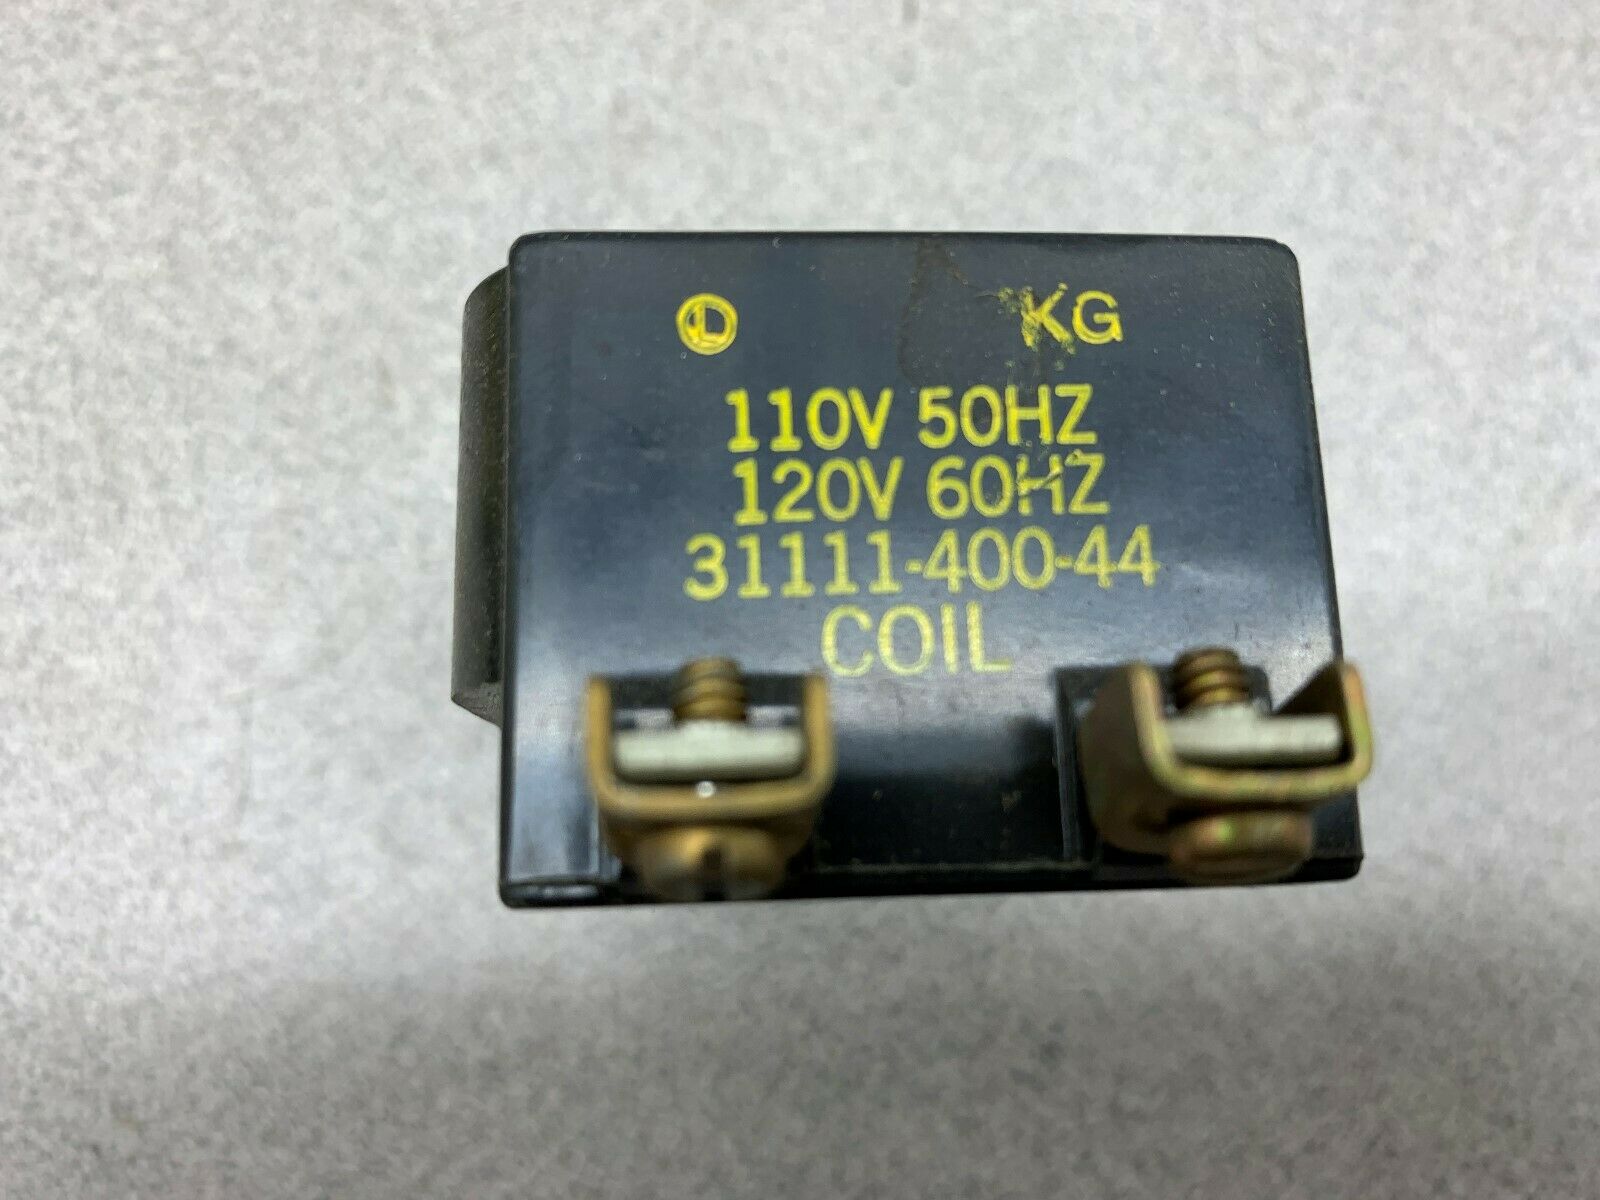 KG
110V 50HZ
120V 60HZ
31111-400-44
COIL